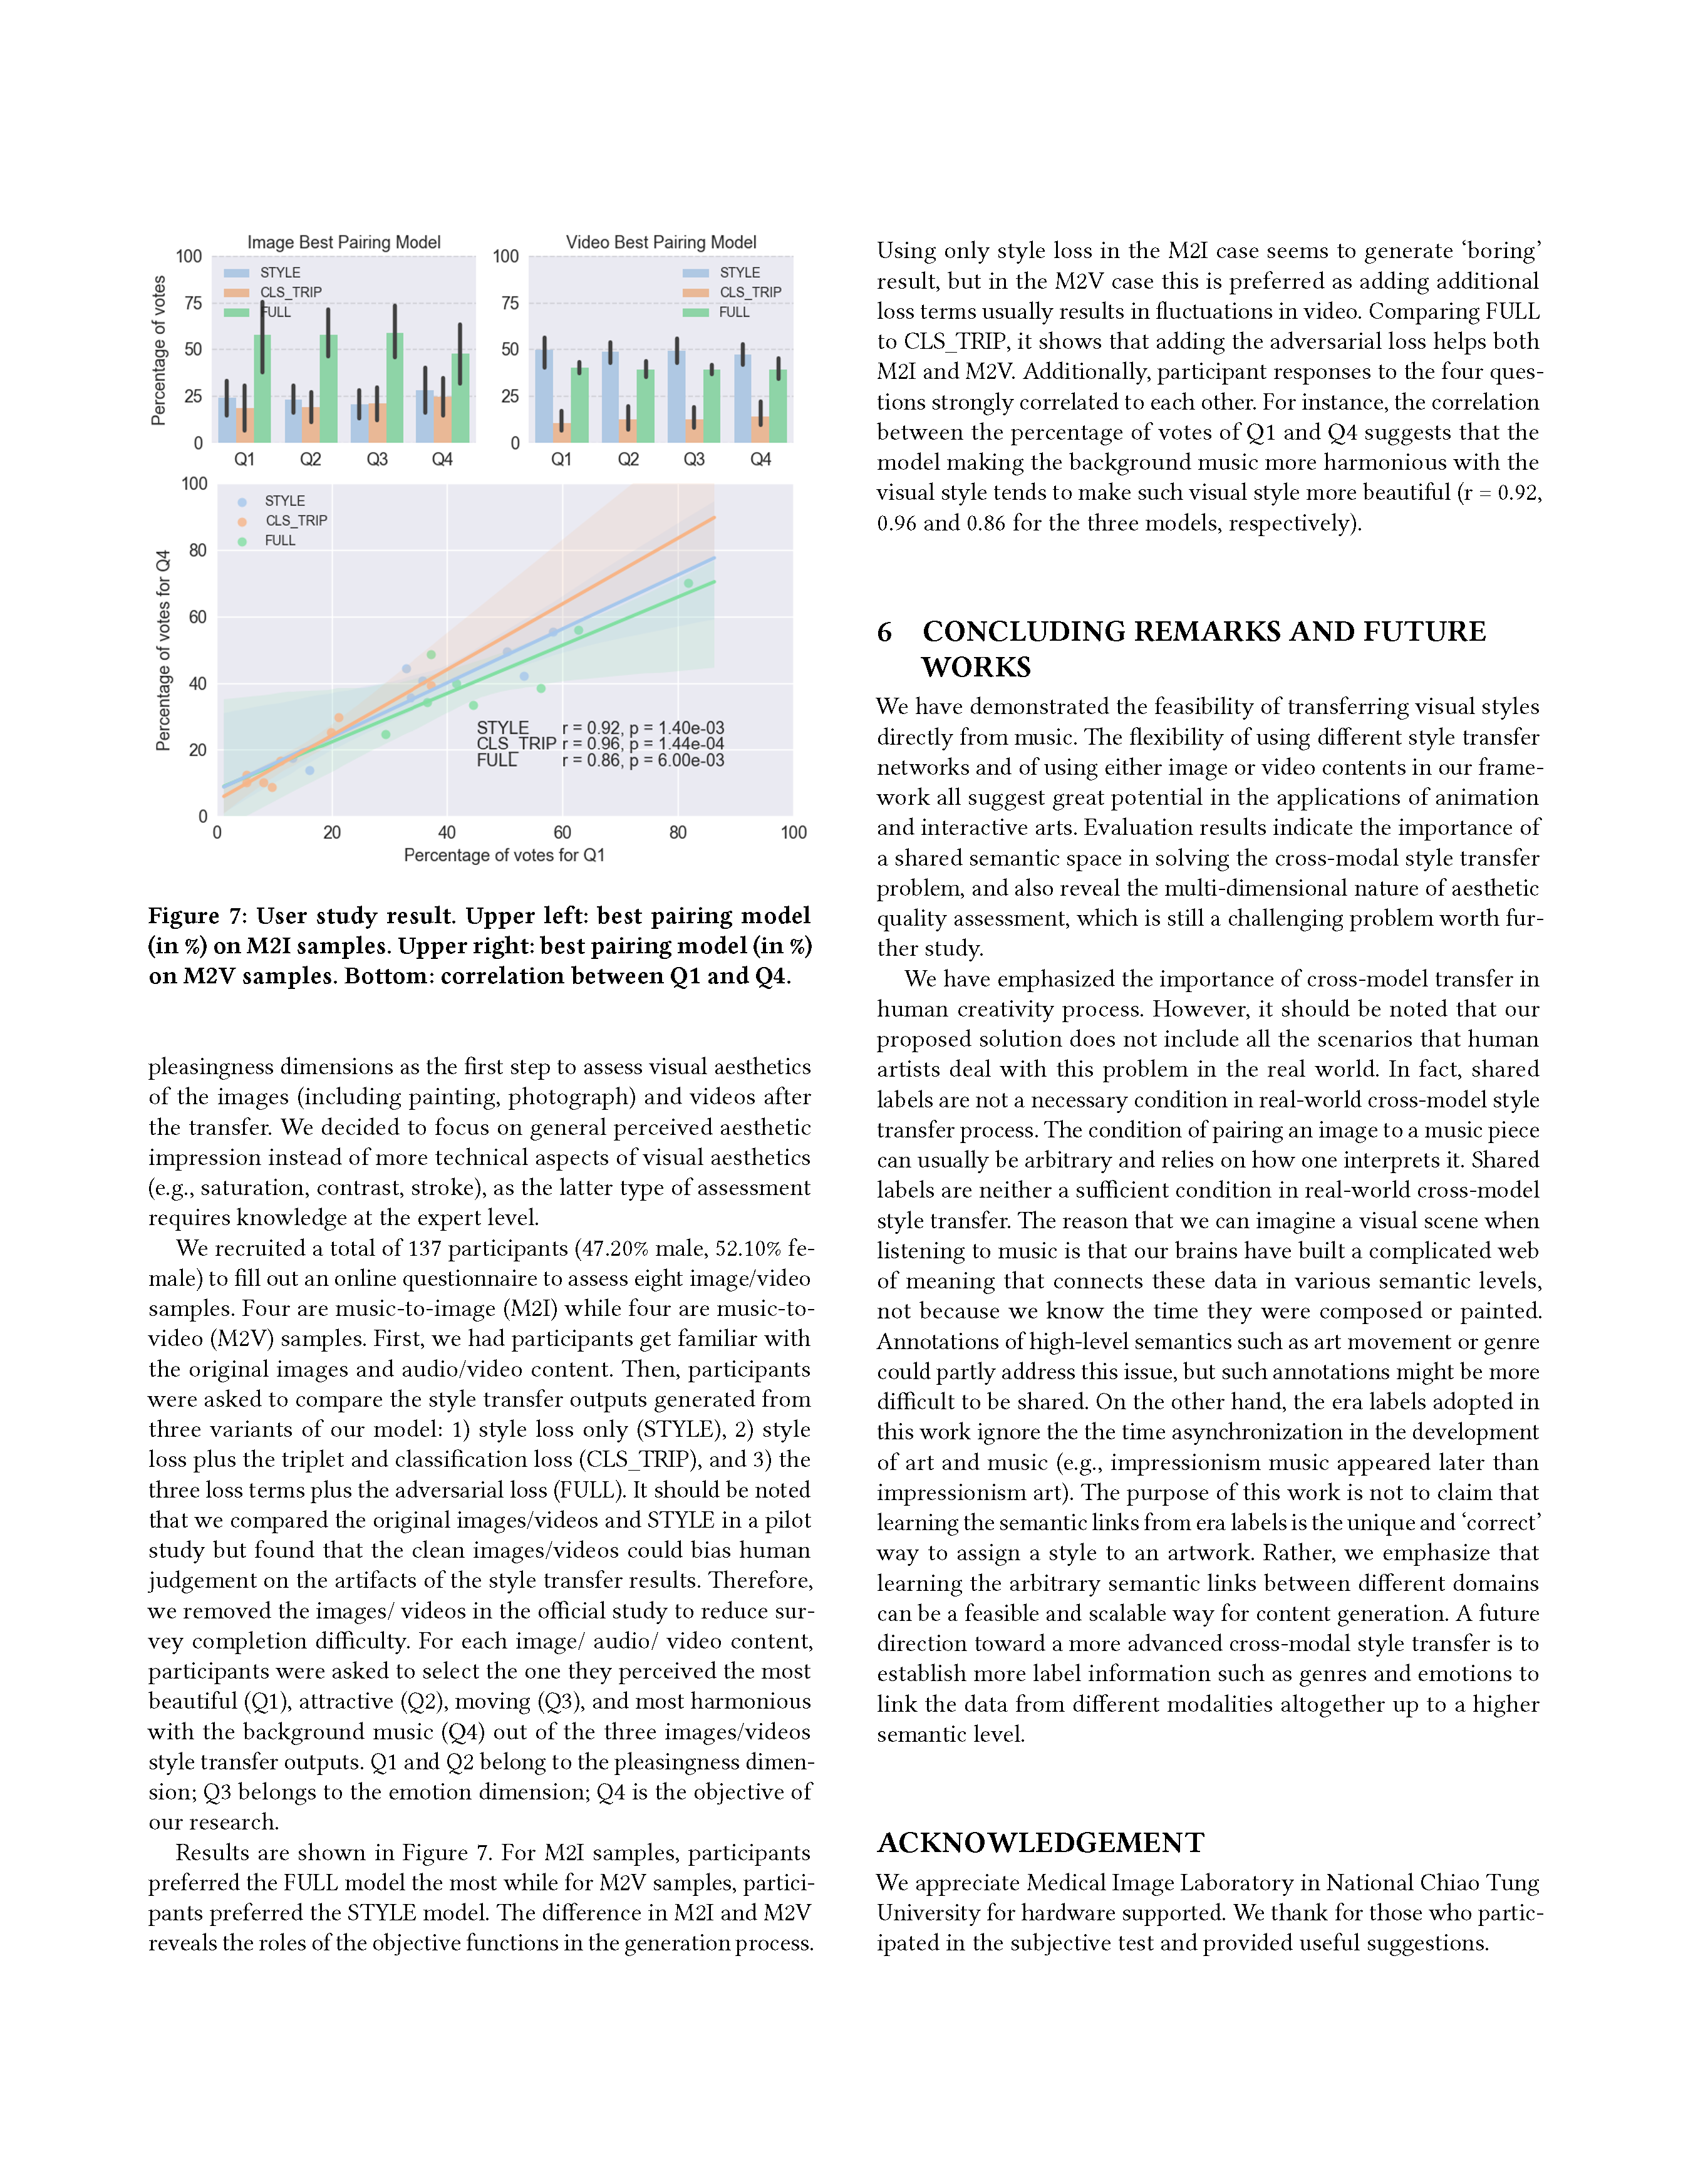 Image Best Pairing Model
Percentage of votes
100
75
50
25
0
STYLE
CLS_TRIP
FULL
Q1 Q2 Q3 Q4
Video Best Pairing Model
100
75
50
25
0
STYLE
CLS_TRIP
FULL
Q1 Q2 Q3 Q4
Percentage of votes for Q4
100
80
60
40
20
0
STYLE
CLS_TRIP
FULL
STYLE r = 0.92, p = 1.40e-03
CLS_TRIP r = 0.96, p = 1.44e-04
FULL r = 0.86, p = 6.00e-03
0 20 40 60 80 100
Percentage of votes for Q1
Figure 7: User study result. Upper left: best pairing model
(in %) on M2I samples. Upper right: best pairing model (in %)
on M2V samples. Bottom: correlation between Q1 and Q4.
pleasingness dimensions as the first step to assess visual aesthetics
of the images (including painting, photograph) and videos after
the transfer. We decided to focus on general perceived aesthetic
impression instead of more technical aspects of visual aesthetics
(e.g., saturation, contrast, stroke), as the latter type of assessment
requires knowledge at the expert level.
We recruited a total of 137 participants (47.20% male, 52.10% fe-
male) to fill out an online questionnaire to assess eight image/video
samples. Four are music-to-image (M2I) while four are music-to-
video (M2V) samples. First, we had participants get familiar with
the original images and audio/video content. Then, participants
were asked to compare the style transfer outputs generated from
three variants of our model: 1) style loss only (STYLE), 2) style
loss plus the triplet and classification loss (CLS_TRIP), and 3) the
three loss terms plus the adversarial loss (FULL). It should be noted
that we compared the original images/videos and STYLE in a pilot
study but found that the clean images/videos could bias human
judgement on the artifacts of the style transfer results. Therefore,
we removed the images/ videos in the official study to reduce sur-
vey completion difficulty. For each image/ audio/ video content,
participants were asked to select the one they perceived the most
beautiful (Q1), attractive (Q2), moving (Q3), and most harmonious
with the background music (Q4) out of the three images/videos
style transfer outputs. Q1 and Q2 belong to the pleasingness dimen-
sion; Q3 belongs to the emotion dimension; Q4 is the objective of
our research.
Results are shown in Figure 7. For M2I samples, participants
preferred the FULL model the most while for M2V samples, partici-
pants preferred the STYLE model. The difference in M2I and M2V
reveals the roles of the objective functions in the generation process.
Using only style loss in the M2I case seems to generate ‘boring’
result, but in the M2V case this is preferred as adding additional
loss terms usually results in fluctuations in video. Comparing FULL
to CLS_TRIP, it shows that adding the adversarial loss helps both
M2I and M2V. Additionally, participant responses to the four ques-
tions strongly correlated to each other. For instance, the correlation
between the percentage of votes of Q1 and Q4 suggests that the
model making the background music more harmonious with the
visual style tends to make such visual style more beautiful (r = 0.92,
0.96 and 0.86 for the three models, respectively).
6 CONCLUDING REMARKS AND FUTURE
WORKS
We have demonstrated the feasibility of transferring visual styles
directly from music. The flexibility of using different style transfer
networks and of using either image or video contents in our frame-
work all suggest great potential in the applications of animation
and interactive arts. Evaluation results indicate the importance of
a shared semantic space in solving the cross-modal style transfer
problem, and also reveal the multi-dimensional nature of aesthetic
quality assessment, which is still a challenging problem worth fur-
ther study.
We have emphasized the importance of cross-model transfer in
human creativity process. However, it should be noted that our
proposed solution does not include all the scenarios that human
artists deal with this problem in the real world. In fact, shared
labels are not a necessary condition in real-world cross-model style
transfer process. The condition of pairing an image to a music piece
can usually be arbitrary and relies on how one interprets it. Shared
labels are neither a sufficient condition in real-world cross-model
style transfer. The reason that we can imagine a visual scene when
listening to music is that our brains have built a complicated web
of meaning that connects these data in various semantic levels,
not because we know the time they were composed or painted.
Annotations of high-level semantics such as art movement or genre
could partly address this issue, but such annotations might be more
difficult to be shared. On the other hand, the era labels adopted in
this work ignore the the time asynchronization in the development
of art and music (e.g., impressionism music appeared later than
impressionism art). The purpose of this work is not to claim that
learning the semantic links from era labels is the unique and ‘correct’
way to assign a style to an artwork. Rather, we emphasize that
learning the arbitrary semantic links between different domains
can be a feasible and scalable way for content generation. A future
direction toward a more advanced cross-modal style transfer is to
establish more label information such as genres and emotions to
link the data from different modalities altogether up to a higher
semantic level.
ACKNOWLEDGEMENT
We appreciate Medical Image Laboratory in National Chiao Tung
University for hardware supported. We thank for those who partic-
ipated in the subjective test and provided useful suggestions.